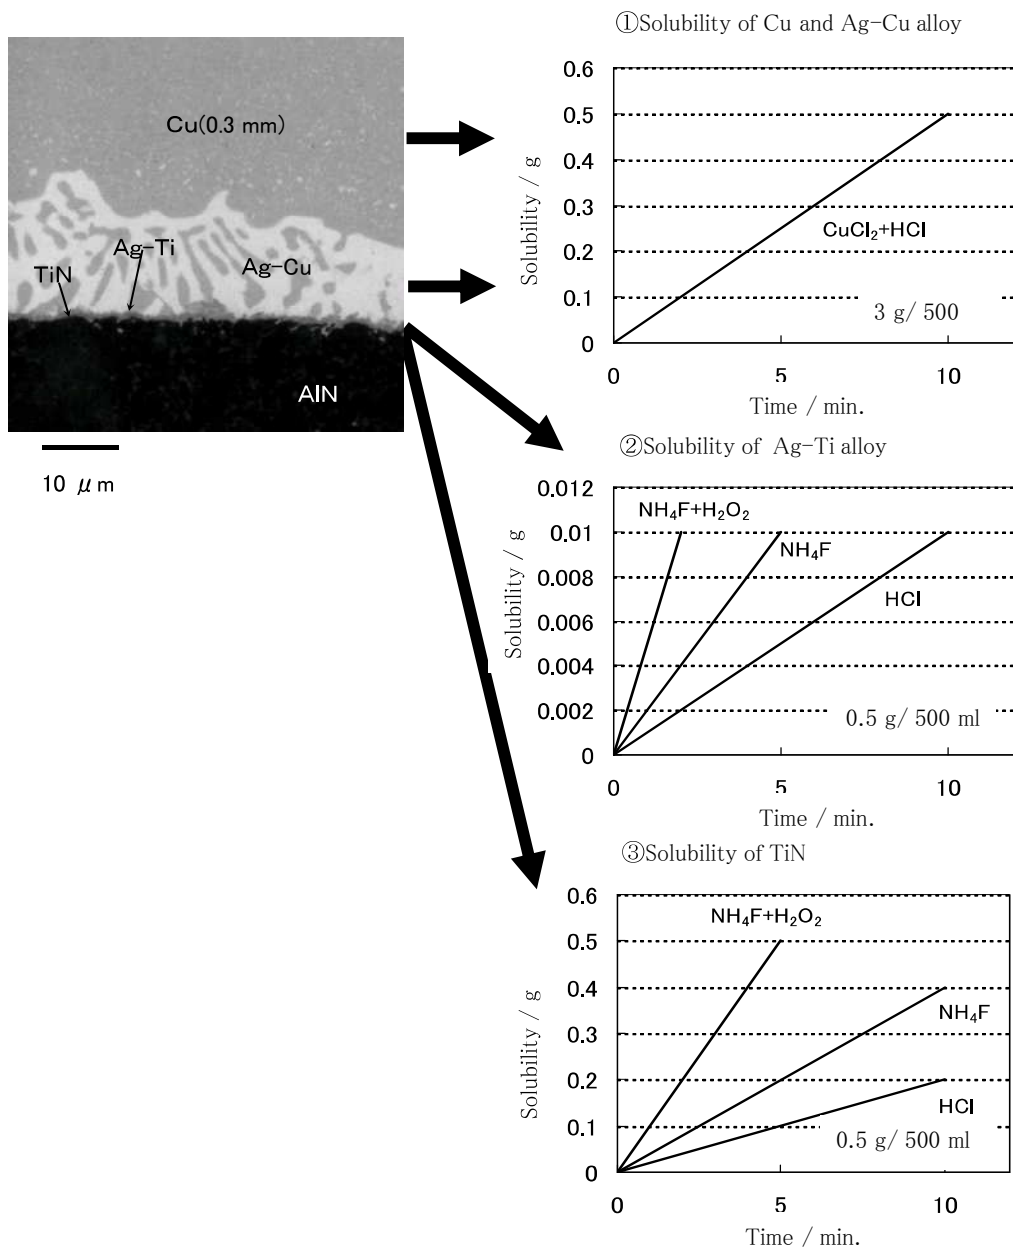 Cu(0.3 mm)
Ag-Ti
TiN
Ag-Cu
AlN
10 μm
①Solubility of Cu and Ag-Cu alloy
Solubility / g
0.6
0.5
0.4
0.3
0.2
0.1
0
CuCl₂+HCl
3 g/ 500
0
5
10
Time / min.
②Solubility of Ag-Ti alloy
Solubility / g
0.012
0.01
0.008
0.006
0.004
0.002
0
NH₄F+H₂O₂
NH₄F
HCl
0.5 g/ 500 ml
0
5
10
Time / min.
③Solubility of TiN
Solubility / g
0.6
0.5
0.4
0.3
0.2
0.1
0
NH₄F+H₂O₂
NH₄F
HCl
0.5 g/ 500 ml
0
5
10
Time / min.